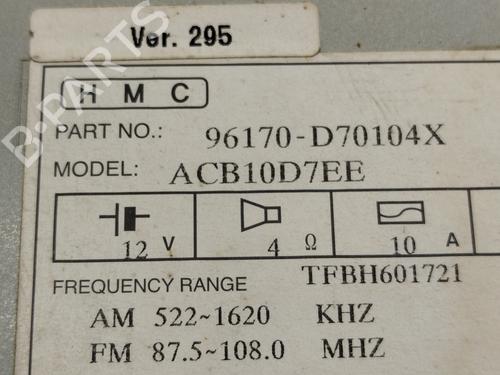 Ver. 295
HMC
PART NO.: 96170-D70104X
MODEL: ACB10D7EE
12 V 4 Ω 10 A
FREQUENCY RANGE TFBH601721
AM 522~1620 KHZ
FM 87.5~108.0 MHZ
B-PARTS